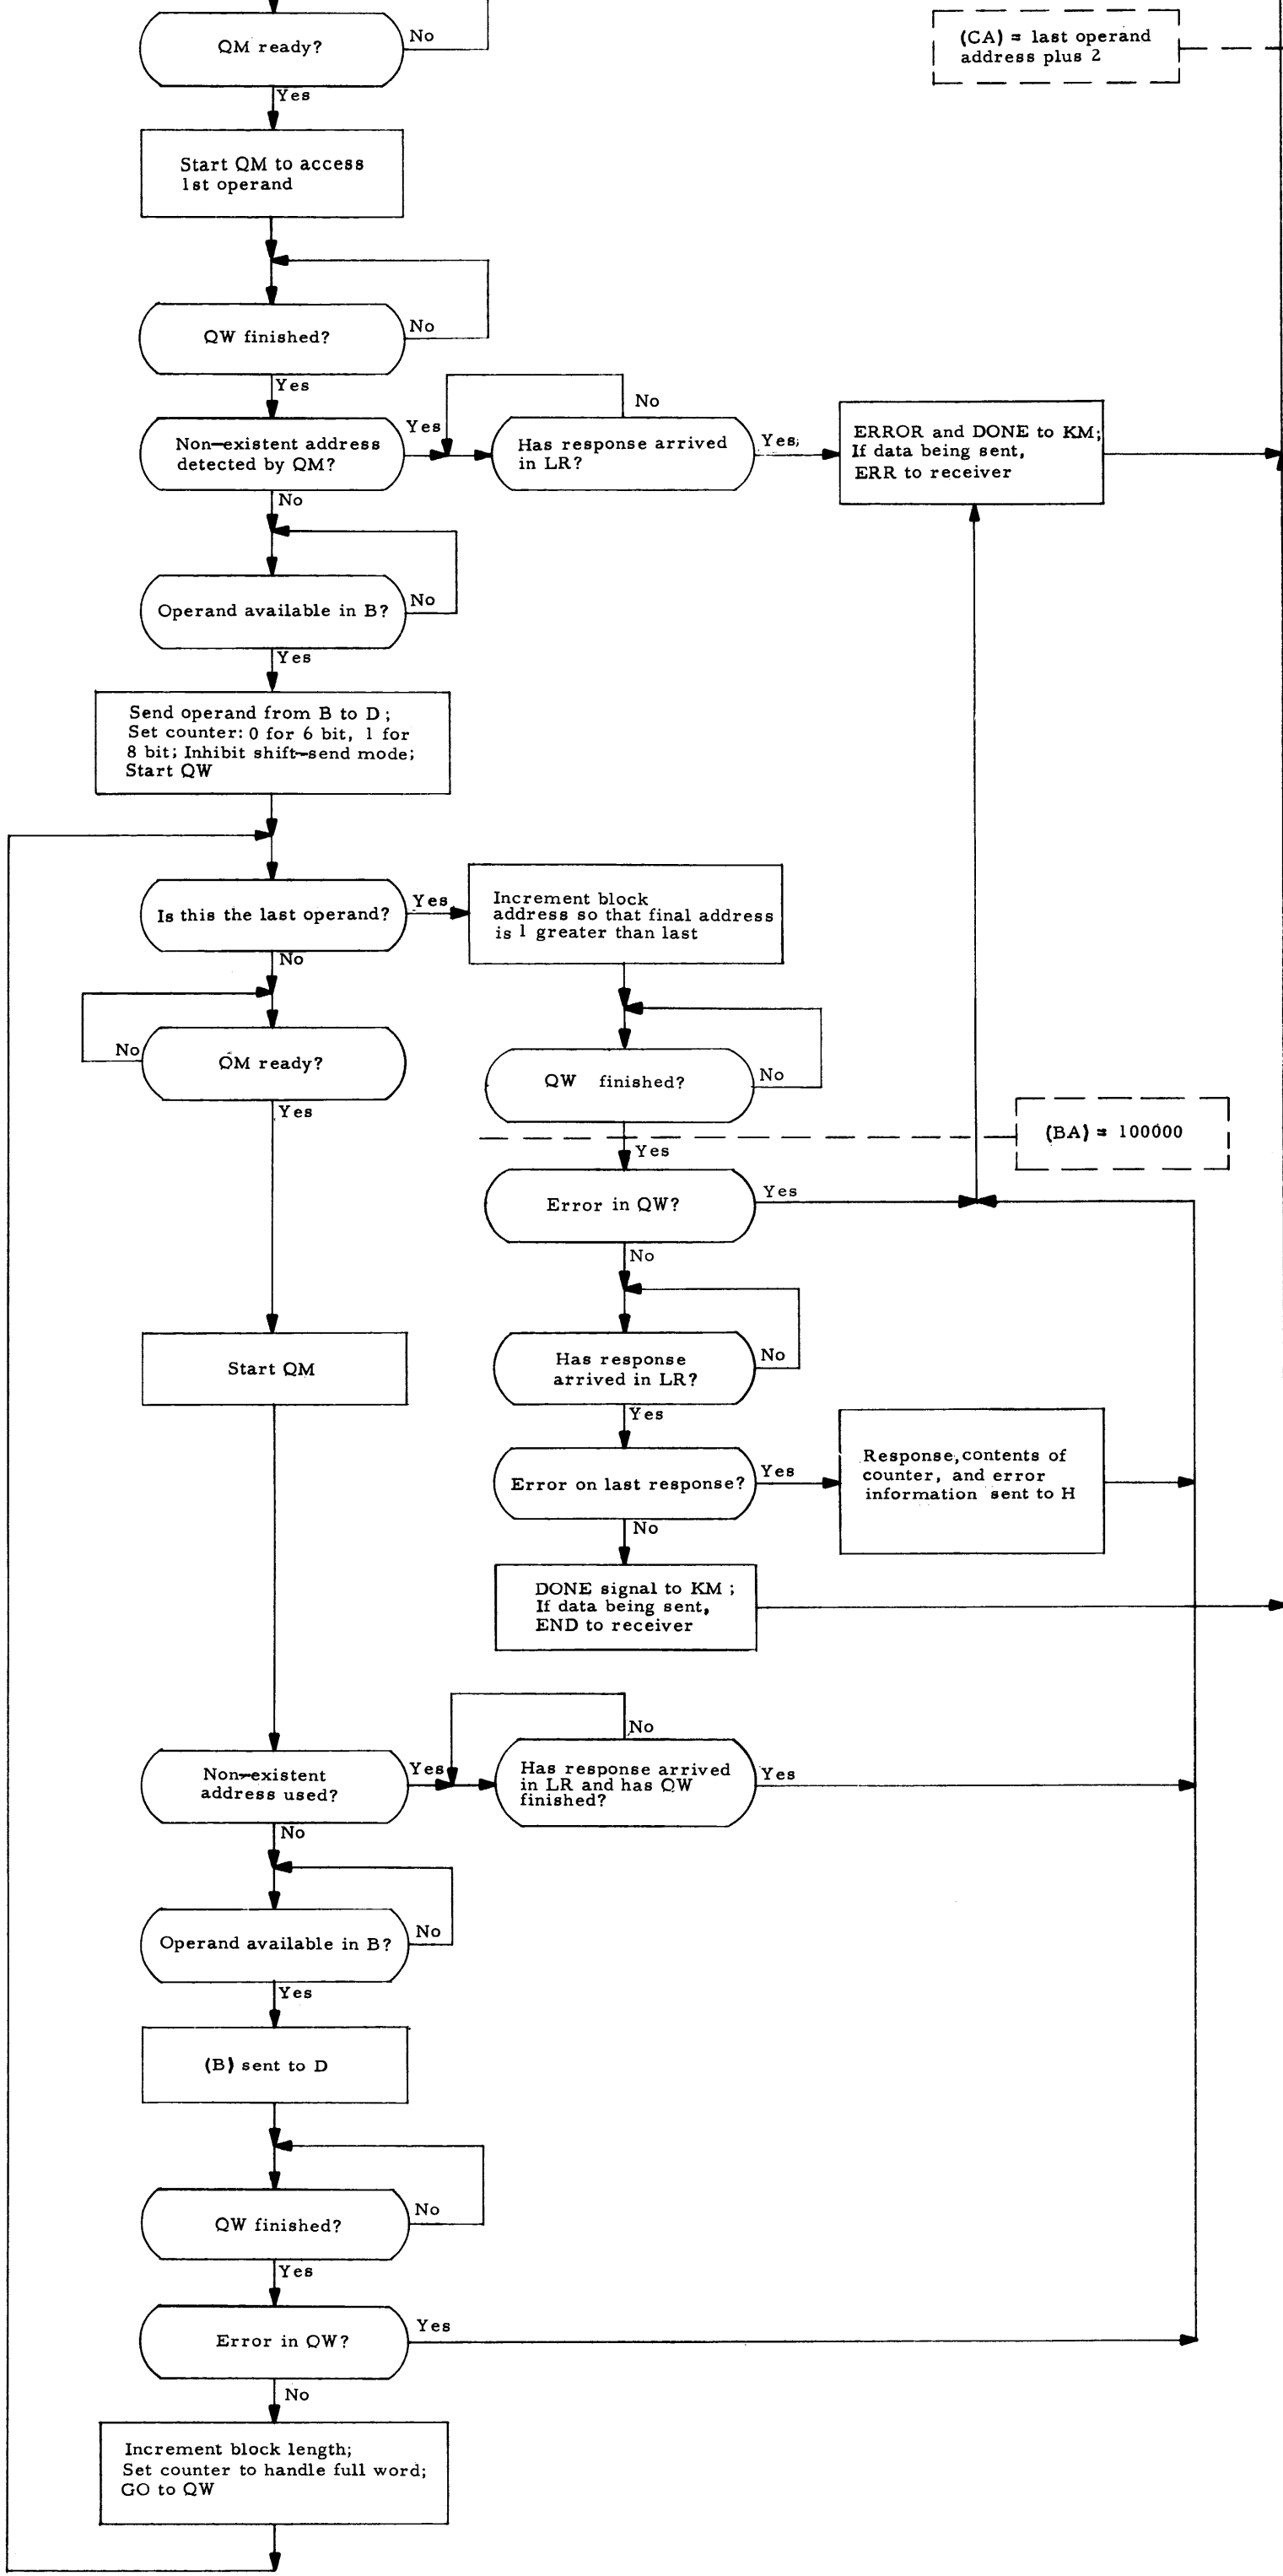 QM ready?
No
(CA) = last operand
address plus 2
Yes
Start QM to access
1st operand
QW finished?
No
Yes
Non-existent address
detected by QM?
Yes
No
Has response arrived
in LR?
Yes;
ERROR and DONE to KM;
If data being sent,
ERR to receiver
No
Operand available in B?
No
Yes
Send operand from B to D;
Set counter: 0 for 6 bit, 1 for
8 bit; Inhibit shift-send mode;
Start QW
Is this the last operand?
Yes
Increment block
address so that final address
is 1 greater than last
No
QM ready?
No
Yes
QW finished?
No
(BA) = 100000
Yes
Error in QW?
Yes
No
Has response
arrived in LR?
No
Start QM
Yes
Error on last response?
Yes
Response, contents of
counter, and error
information sent to H
No
DONE signal to KM;
If data being sent,
END to receiver
Non-existent
address used?
Yes
No
Has response arrived
in LR and has QW
finished?
Yes
No
Operand available in B?
No
Yes
(B) sent to D
QW finished?
No
Yes
Error in QW?
Yes
No
Increment block length;
Set counter to handle full word;
GO to QW